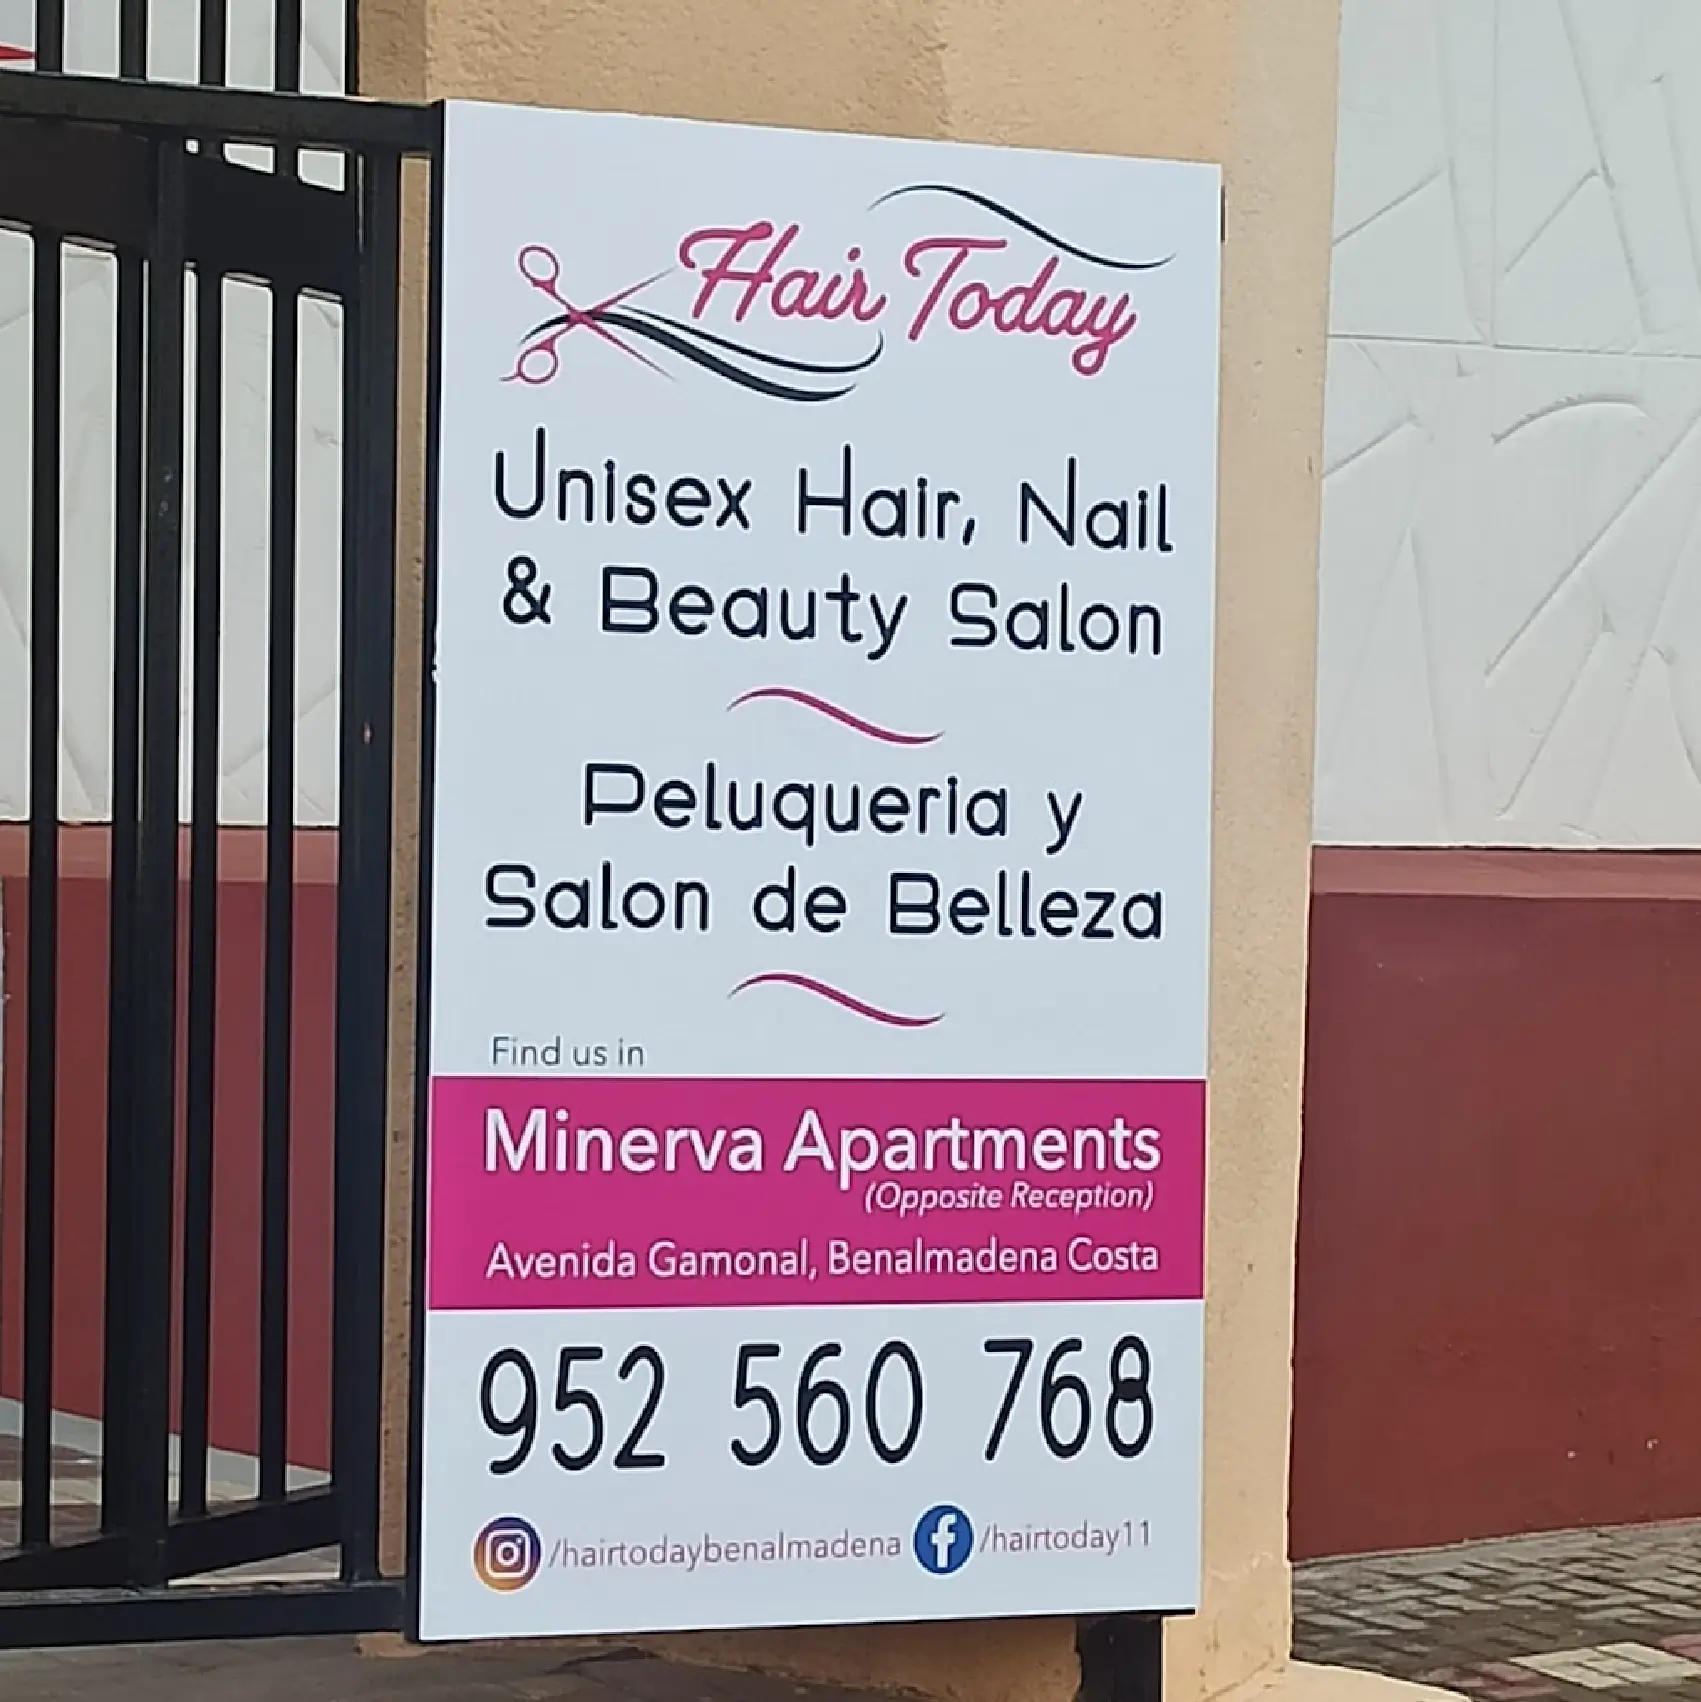 Hair Today
Unisex Hair, Nail
& Beauty Salon
Peluqueria y
Salon de Belleza
Find us in
Minerva Apartments
(Opposite Reception)
Avenida Gamonal, Benalmadena Costa
952 560 768
/hairtodaybenalmadena /hairtoday11